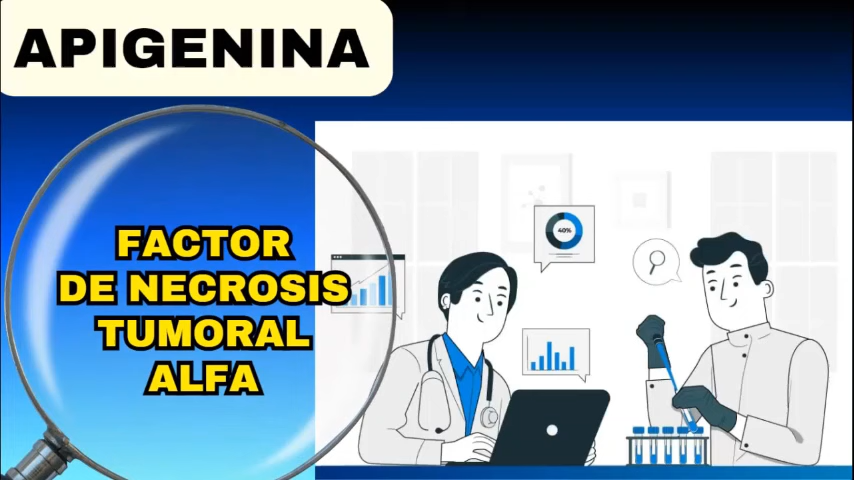 APIGENINA
FACTOR
DE NECROSIS
TUMORAL
ALFA
40%